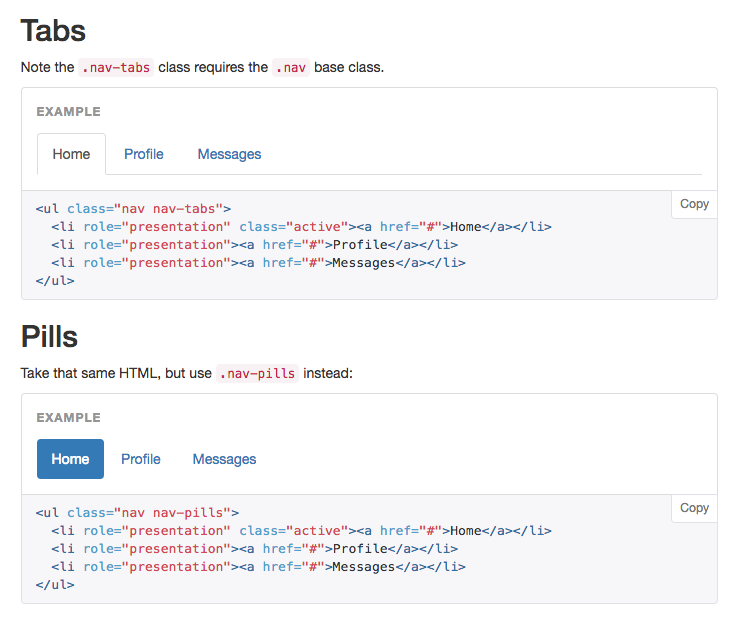 Tabs
Note the .nav-tabs class requires the .nav base class.
EXAMPLE
Home Profile Messages
Copy
<ul class="nav nav-tabs">
  <li role="presentation" class="active"><a href="#">Home</a></li>
  <li role="presentation"><a href="#">Profile</a></li>
  <li role="presentation"><a href="#">Messages</a></li>
</ul>
Pills
Take that same HTML, but use .nav-pills instead:
EXAMPLE
Home Profile Messages
Copy
<ul class="nav nav-pills">
  <li role="presentation" class="active"><a href="#">Home</a></li>
  <li role="presentation"><a href="#">Profile</a></li>
  <li role="presentation"><a href="#">Messages</a></li>
</ul>